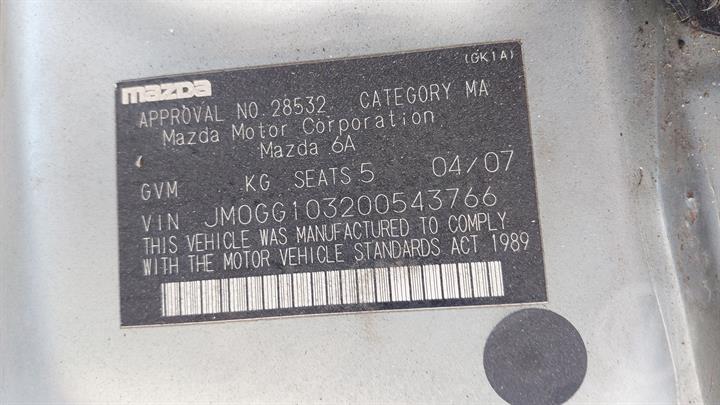 (GK1A)
mazda
APPROVAL NO. 28532 CATEGORY MA
Mazda Motor Corporation
Mazda 6A
GVM KG SEATS 5 04/07
VIN JM0GG103200543766
THIS VEHICLE WAS MANUFACTURED TO COMPLY
WITH THE MOTOR VEHICLE STANDARDS ACT 1989